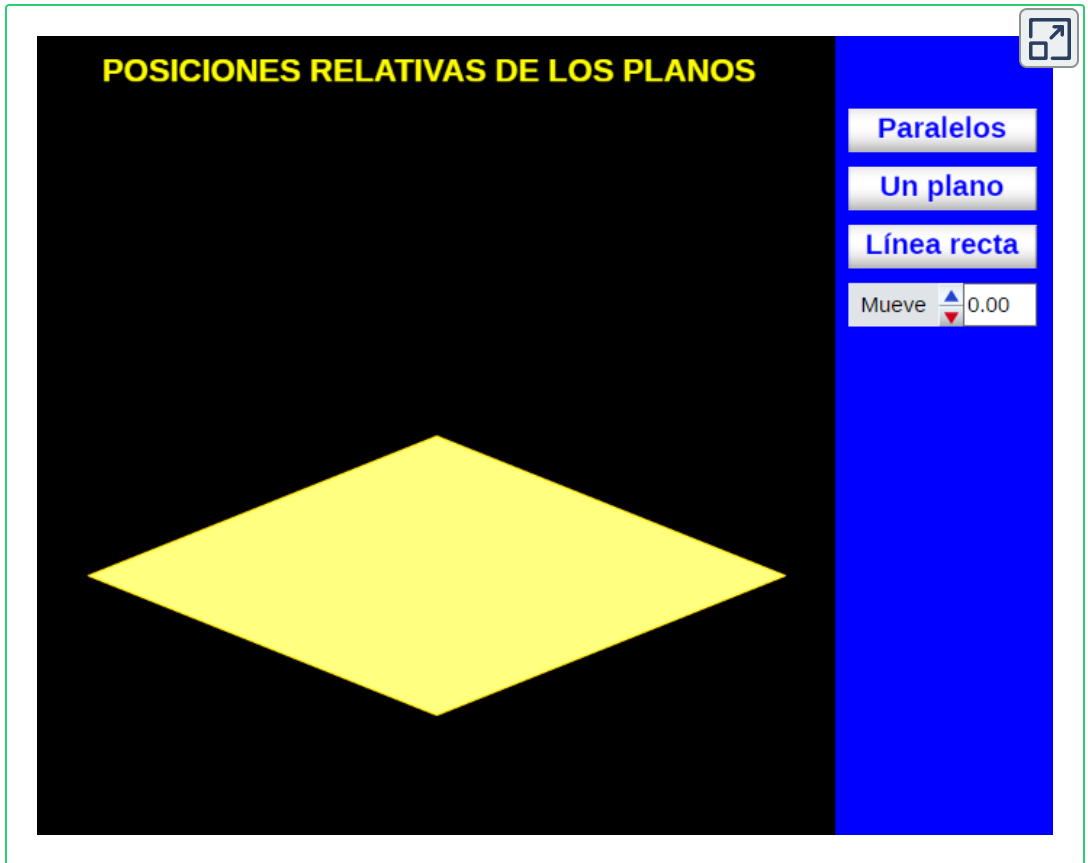 POSICIONES RELATIVAS DE LOS PLANOS
Paralelos
Un plano
Línea recta
Mueve 0.00